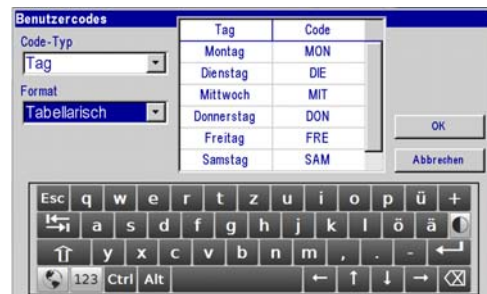 Benutzercodes
Code-Typ
Tag
Format
Tabellarisch
Tag Code
Montag MON
Dienstag DIE
Mittwoch MIT
Donnerstag DON
Freitag FRE
Samstag SAM
OK
Abbrechen
Esc q w e r t z u i o p ü +
a s d f g h j k l ö ä
y x c v b n m , . -
123 Ctrl Alt ← ↑ ↓ →